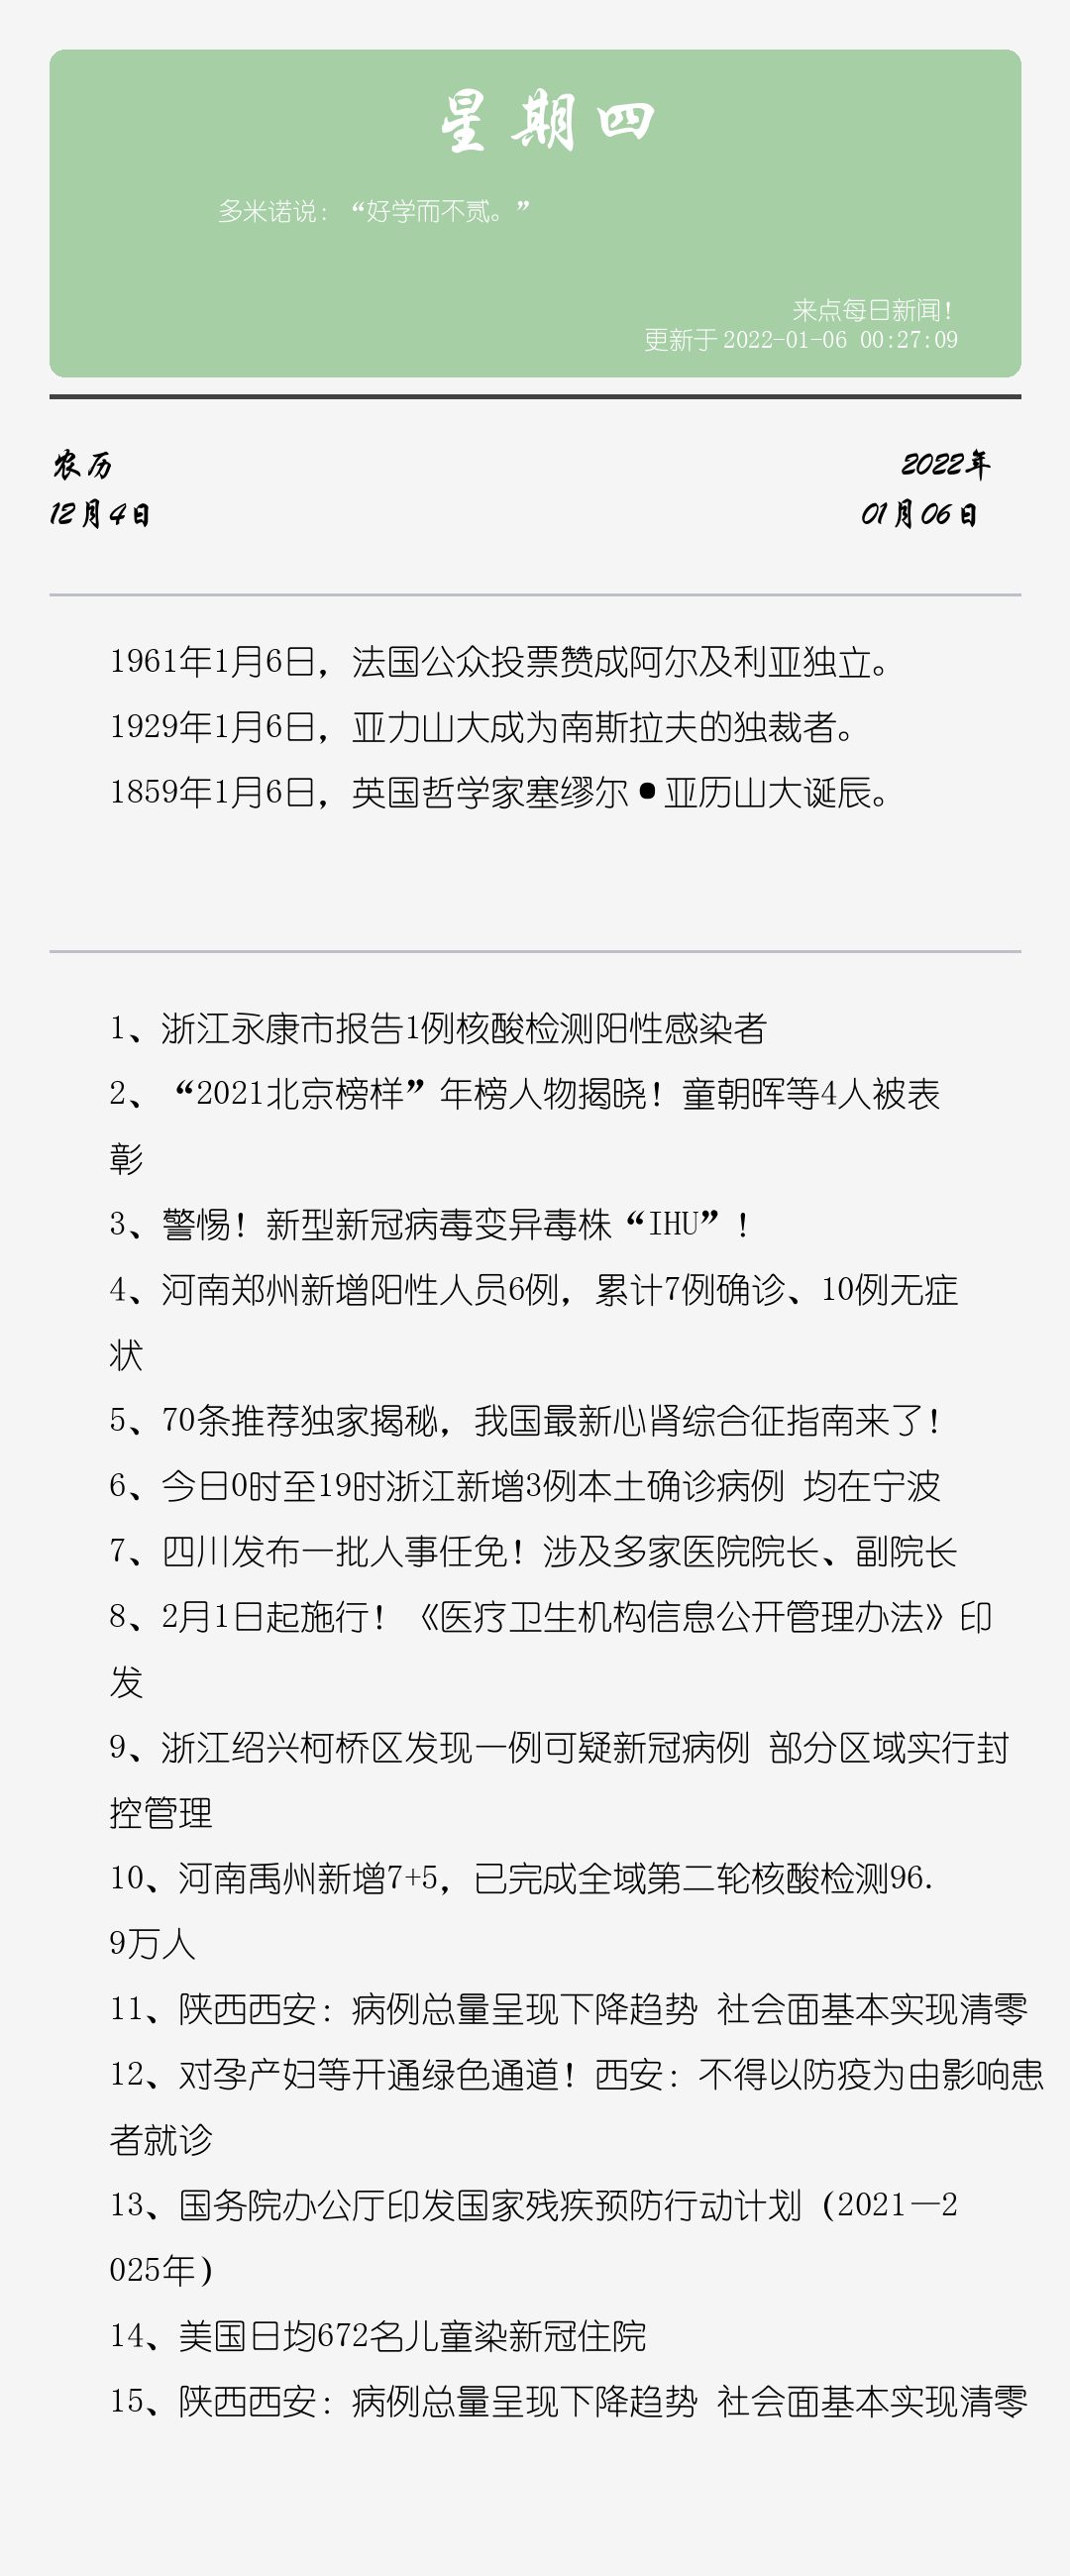 星期四
多米诺说：“好学而不贰。”
来点每日新闻！
更新于 2022-01-06 00:27:09
农历
2022年
12月4日
01月06日
1961年1月6日，法国公众投票赞成阿尔及利亚独立。
1929年1月6日，亚力山大成为南斯拉夫的独裁者。
1859年1月6日，英国哲学家塞缪尔•亚历山大诞辰。
1、浙江永康市报告1例核酸检测阳性感染者
2、“2021北京榜样”年榜人物揭晓！童朝晖等4人被表
彰
3、警惕！新型新冠病毒变异毒株“IHU”！
4、河南郑州新增阳性人员6例，累计7例确诊、10例无症
状
5、70条推荐独家揭秘，我国最新心肾综合征指南来了！
6、今日0时至19时浙江新增3例本土确诊病例 均在宁波
7、四川发布一批人事任免！涉及多家医院院长、副院长
8、2月1日起施行！《医疗卫生机构信息公开管理办法》印
发
9、浙江绍兴柯桥区发现一例可疑新冠病例 部分区域实行封
控管理
10、河南禹州新增7+5，已完成全域第二轮核酸检测96.
9万人
11、陕西西安：病例总量呈现下降趋势 社会面基本实现清零
12、对孕产妇等开通绿色通道！西安：不得以防疫为由影响患
者就诊
13、国务院办公厅印发国家残疾预防行动计划（2021—2
025年）
14、美国日均672名儿童染新冠住院
15、陕西西安：病例总量呈现下降趋势 社会面基本实现清零